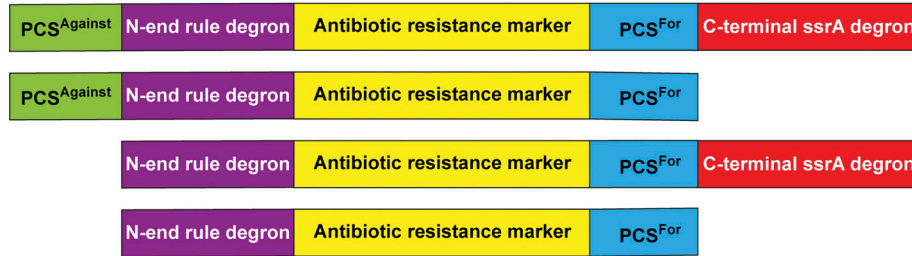 PCSAgainst N-end rule degron Antibiotic resistance marker PCSFor C-terminal ssrA degron
PCSAgainst N-end rule degron Antibiotic resistance marker PCSFor
N-end rule degron Antibiotic resistance marker PCSFor C-terminal ssrA degron
N-end rule degron Antibiotic resistance marker PCSFor